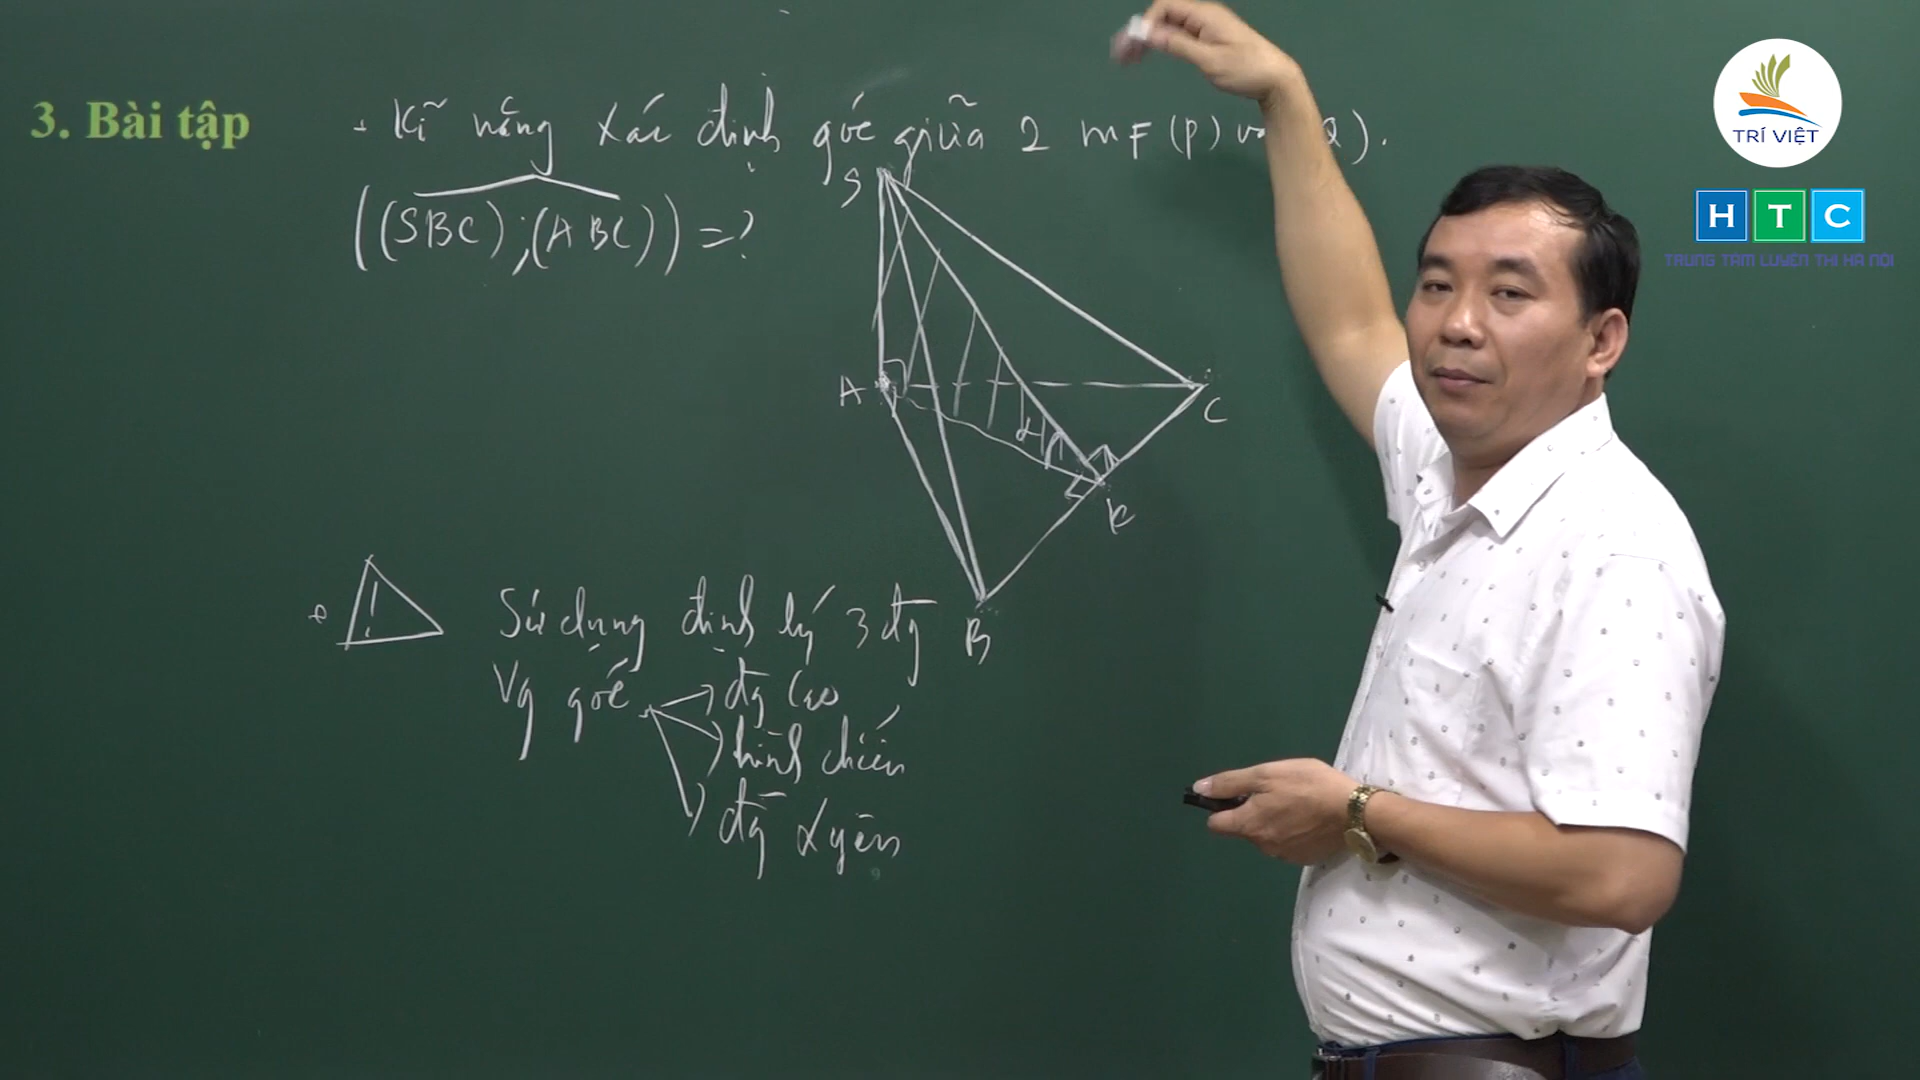 3. Bài tập
+ Kĩ năng xác định góc giữa 2 mF (P) và (Q).
((SBC);(ABC)) = ?
S
A
C
K
B
Sử dụng định lý 3 đg
Vg góc
đg cao
hình chiếu
đg xyên
TRÍ VIỆT
HTC
TRUNG TÂM LUYỆN THI HÀ NỘI